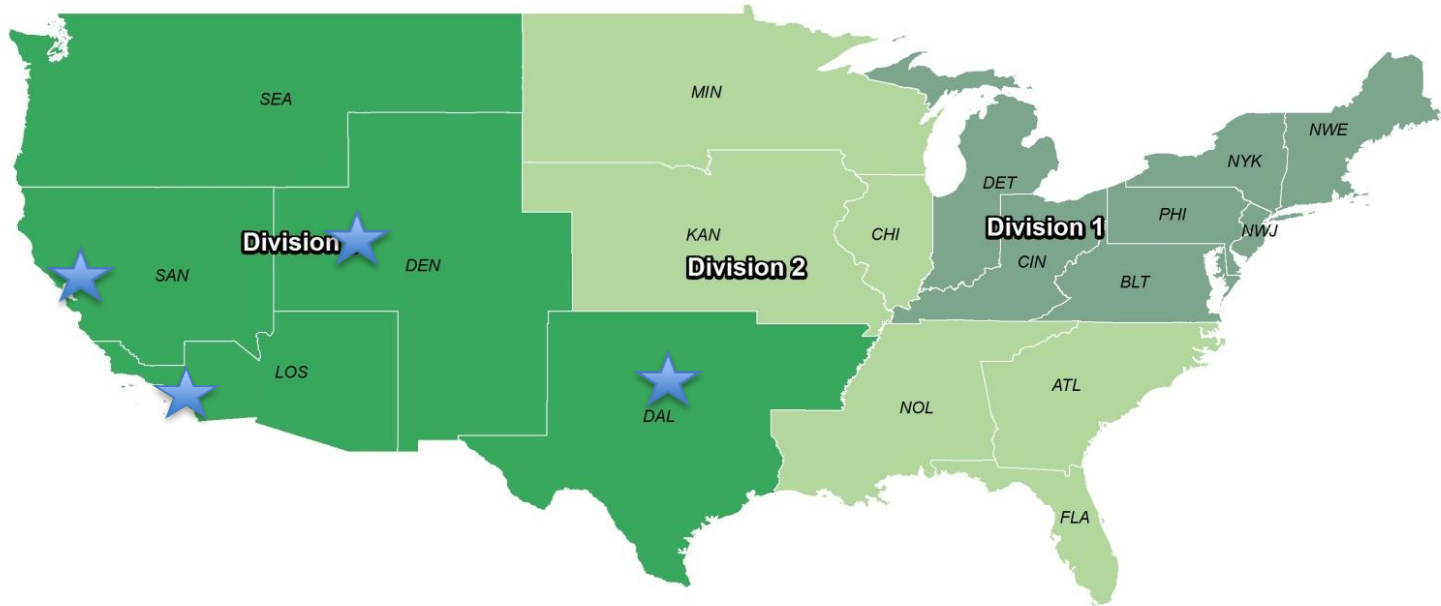 MIN
SEA
NWE
NYK
DET
PHI
Division 1
NWJ
KAN
CHI
Division
SAN
DEN
Division 2
CIN
BLT
LOS
ATL
NOL
DAL
FLA